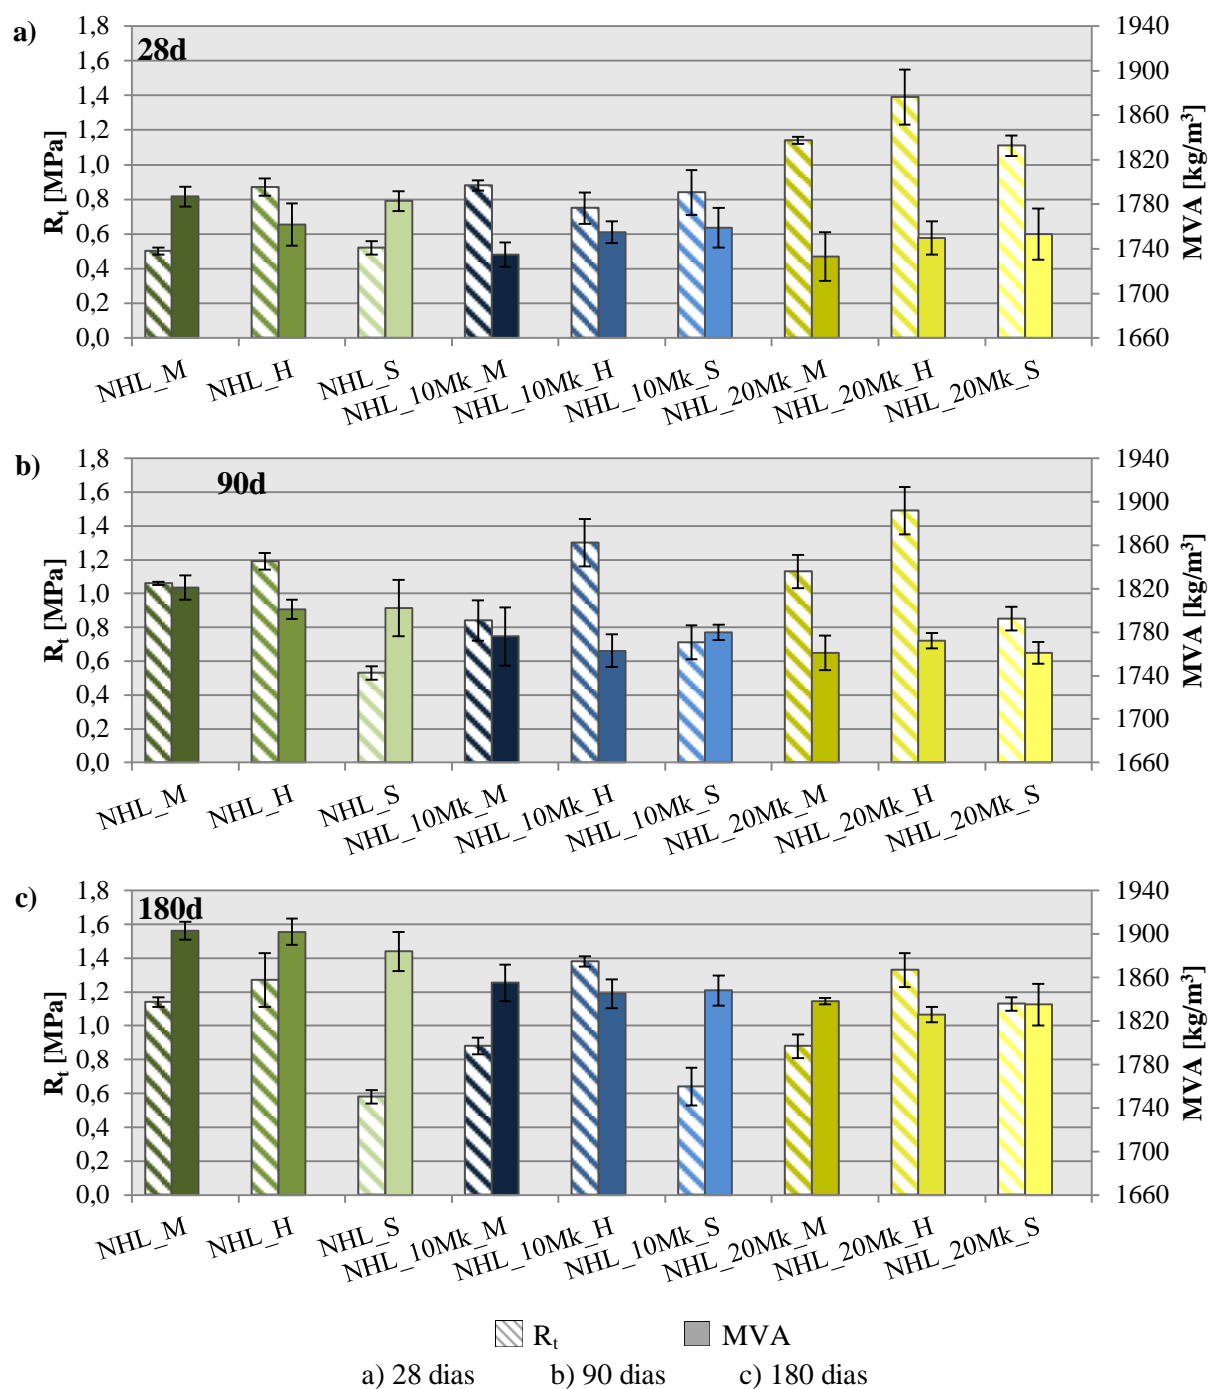 a)
28d
R_t [MPa]
1,8
1,6
1,4
1,2
1,0
0,8
0,6
0,4
0,2
0,0
1940
1900
1860
1820
1780
1740
1700
1660
MVA [kg/m³]
NHL_M
NHL_H
NHL_S
NHL_10Mk_M
NHL_10Mk_H
NHL_10Mk_S
NHL_20Mk_M
NHL_20Mk_H
NHL_20Mk_S
b)
90d
R_t [MPa]
1,8
1,6
1,4
1,2
1,0
0,8
0,6
0,4
0,2
0,0
1940
1900
1860
1820
1780
1740
1700
1660
MVA [kg/m³]
NHL_M
NHL_H
NHL_S
NHL_10Mk_M
NHL_10Mk_H
NHL_10Mk_S
NHL_20Mk_M
NHL_20Mk_H
NHL_20Mk_S
c)
180d
R_t [MPa]
1,8
1,6
1,4
1,2
1,0
0,8
0,6
0,4
0,2
0,0
1940
1900
1860
1820
1780
1740
1700
1660
MVA [kg/m³]
NHL_M
NHL_H
NHL_S
NHL_10Mk_M
NHL_10Mk_H
NHL_10Mk_S
NHL_20Mk_M
NHL_20Mk_H
NHL_20Mk_S
R_t MVA
a) 28 dias b) 90 dias c) 180 dias